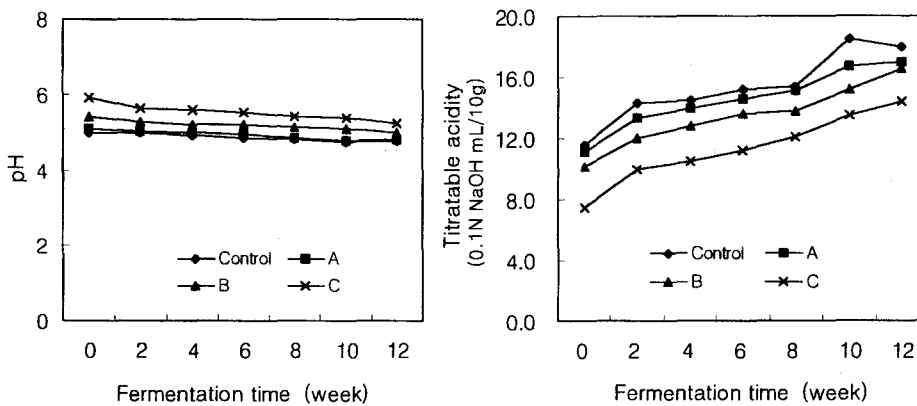 8
6
4
2
0
pH
Control
A
B
C
0 2 4 6 8 10 12
Fermentation time (week)
20.0
16.0
12.0
8.0
4.0
0.0
Titratable acidity
(0.1N NaOH mL/10g)
Control
A
B
C
0 2 4 6 8 10 12
Fermentation time (week)